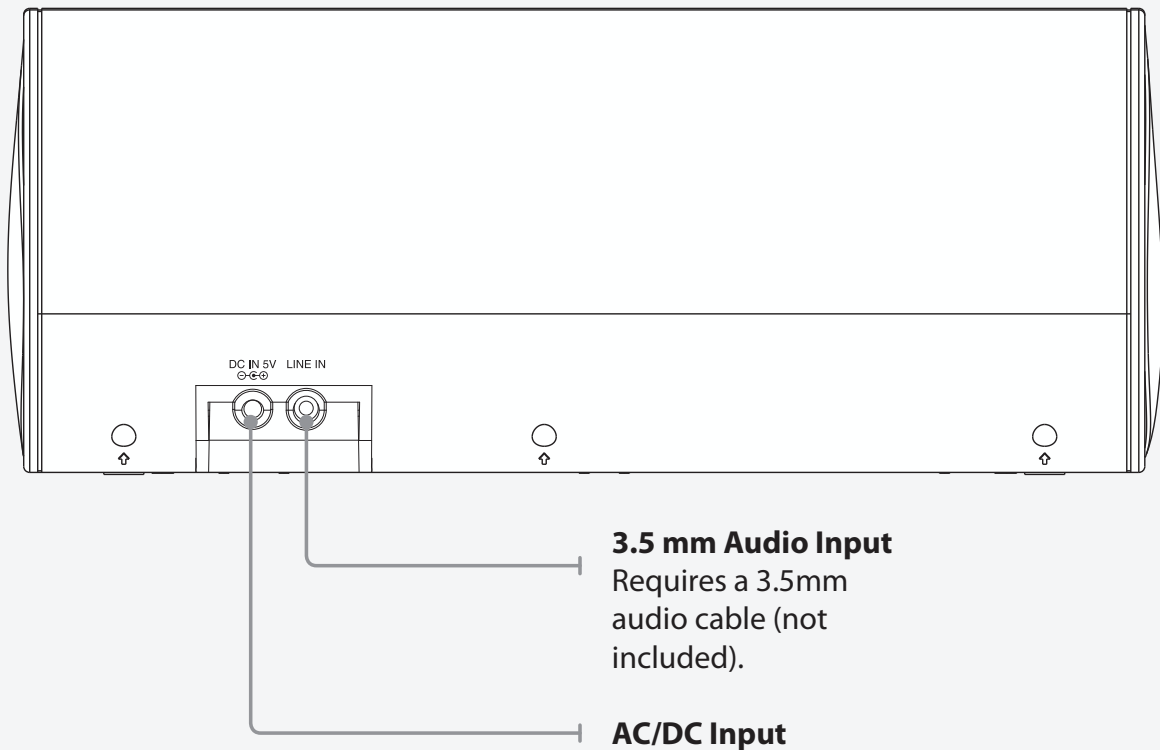 DC IN 5V LINE IN
3.5 mm Audio Input
Requires a 3.5mm
audio cable (not
included).
AC/DC Input